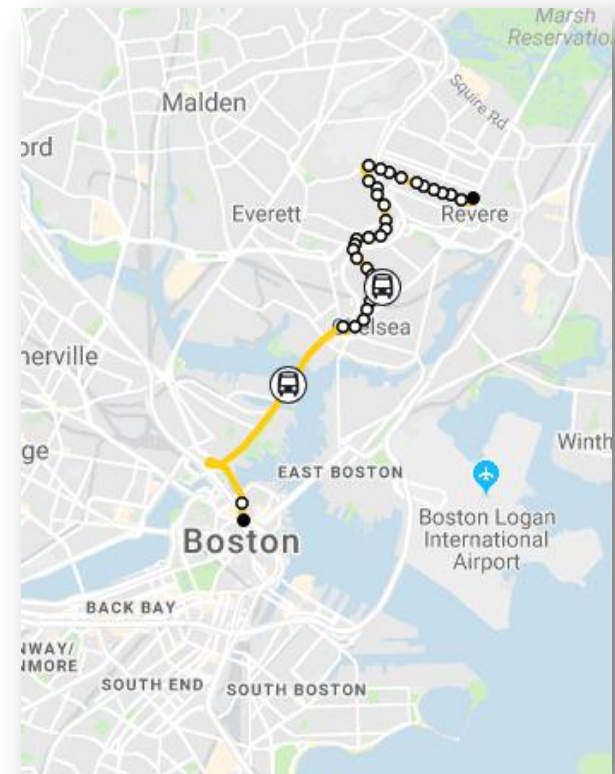 Marsh
Reservatio
Squire Rd
Malden
ord
Everett
Revere
elsea
nerville
ge
Winth
EAST BOSTON
Boston Logan
International
Airport
Boston
BACK BAY
NWAY/
NMORE
SOUTH END
SOUTH BOSTON